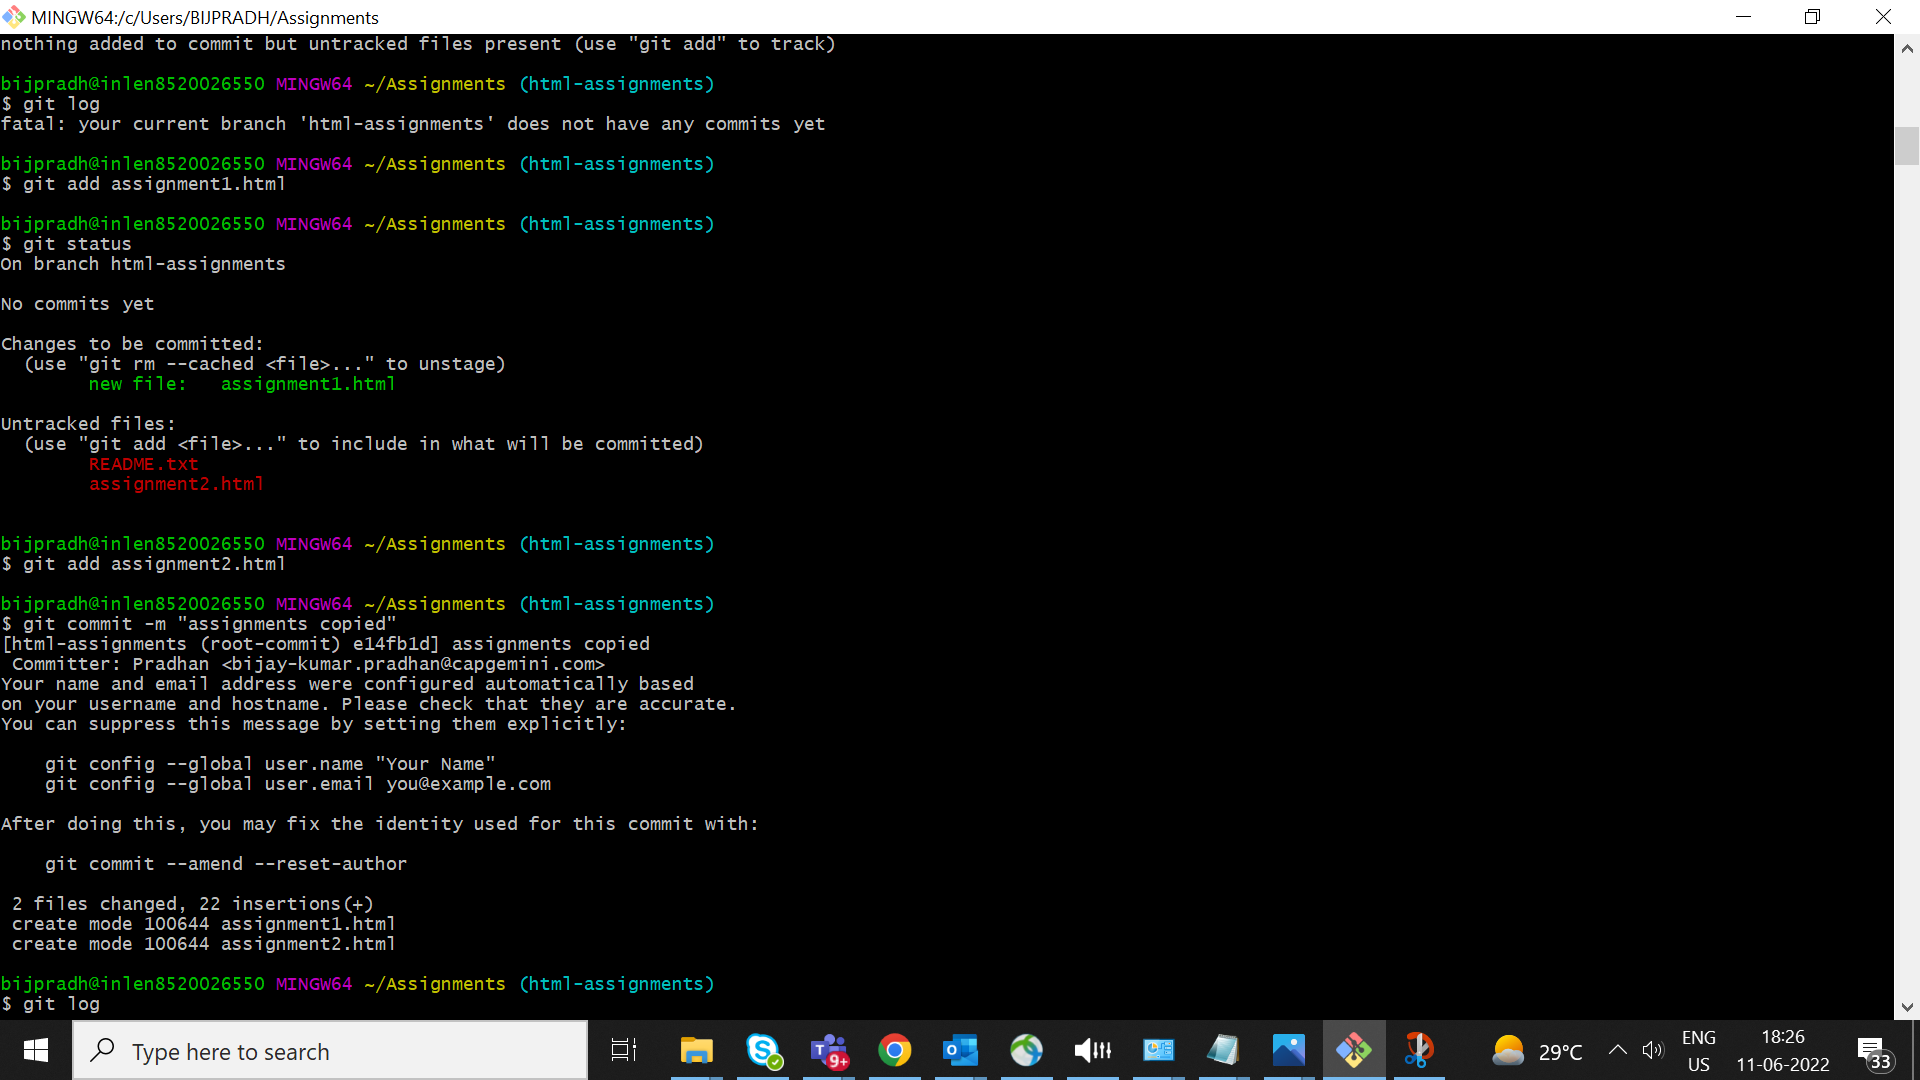 MINGW64:/c/Users/BIJPRADH/Assignments
nothing added to commit but untracked files present (use "git add" to track)
bijpradh@inlen8520026550 MINGW64 ~/Assignments (html-assignments)
$ git log
fatal: your current branch 'html-assignments' does not have any commits yet
bijpradh@inlen8520026550 MINGW64 ~/Assignments (html-assignments)
$ git add assignment1.html
bijpradh@inlen8520026550 MINGW64 ~/Assignments (html-assignments)
$ git status
On branch html-assignments
No commits yet
Changes to be committed:
  (use "git rm --cached <file>..." to unstage)
        new file:   assignment1.html
Untracked files:
  (use "git add <file>..." to include in what will be committed)
        README.txt
        assignment2.html
bijpradh@inlen8520026550 MINGW64 ~/Assignments (html-assignments)
$ git add assignment2.html
bijpradh@inlen8520026550 MINGW64 ~/Assignments (html-assignments)
$ git commit -m "assignments copied"
[html-assignments (root-commit) e14fb1d] assignments copied
 Committer: Pradhan <bijay-kumar.pradhan@capgemini.com>
Your name and email address were configured automatically based
on your username and hostname. Please check that they are accurate.
You can suppress this message by setting them explicitly:
    git config --global user.name "Your Name"
    git config --global user.email you@example.com
After doing this, you may fix the identity used for this commit with:
    git commit --amend --reset-author
 2 files changed, 22 insertions(+)
 create mode 100644 assignment1.html
 create mode 100644 assignment2.html
bijpradh@inlen8520026550 MINGW64 ~/Assignments (html-assignments)
$ git log
Type here to search
9+
29°C
ENG
US
18:26
11-06-2022
33